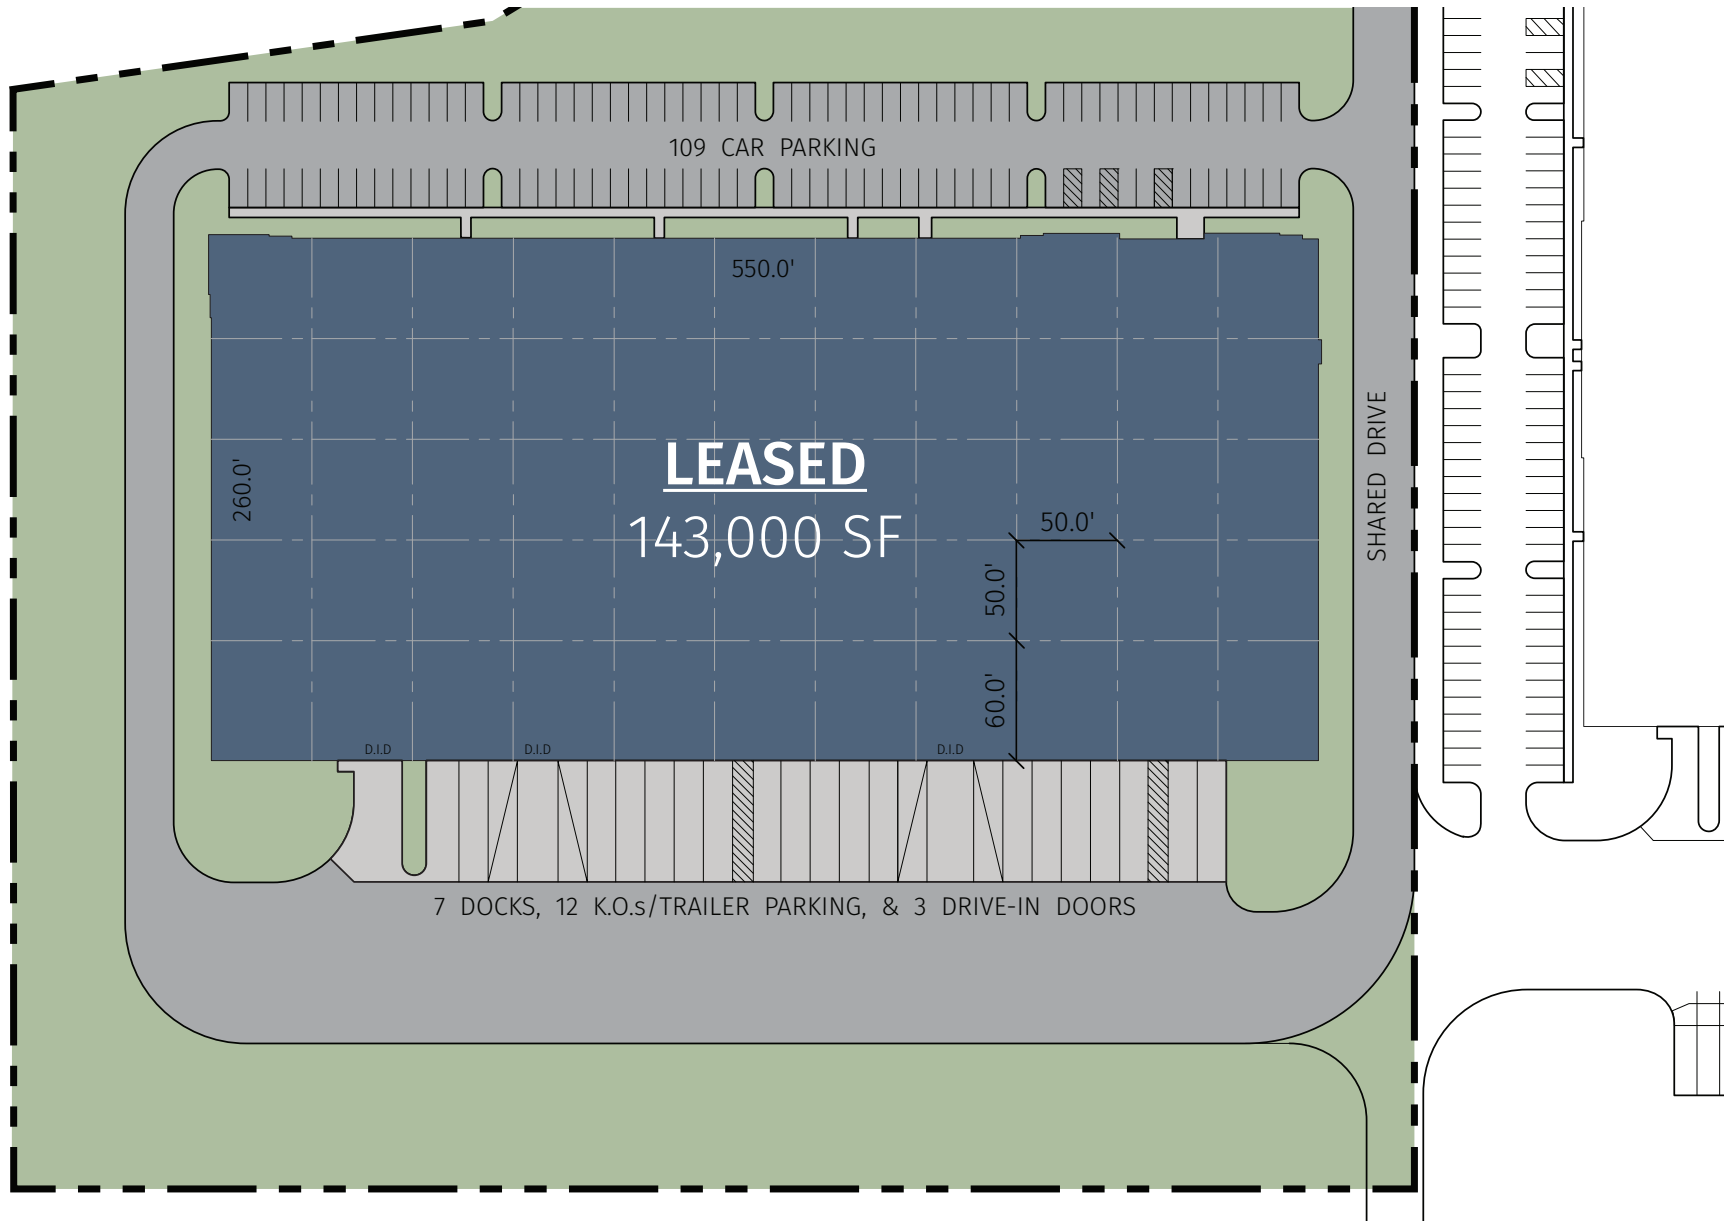 109 CAR PARKING
550.0'
260.0'
LEASED
143,000 SF
50.0'
50.0'
60.0'
SHARED DRIVE
D.I.D
D.I.D
D.I.D
7 DOCKS, 12 K.O.s/TRAILER PARKING, & 3 DRIVE-IN DOORS